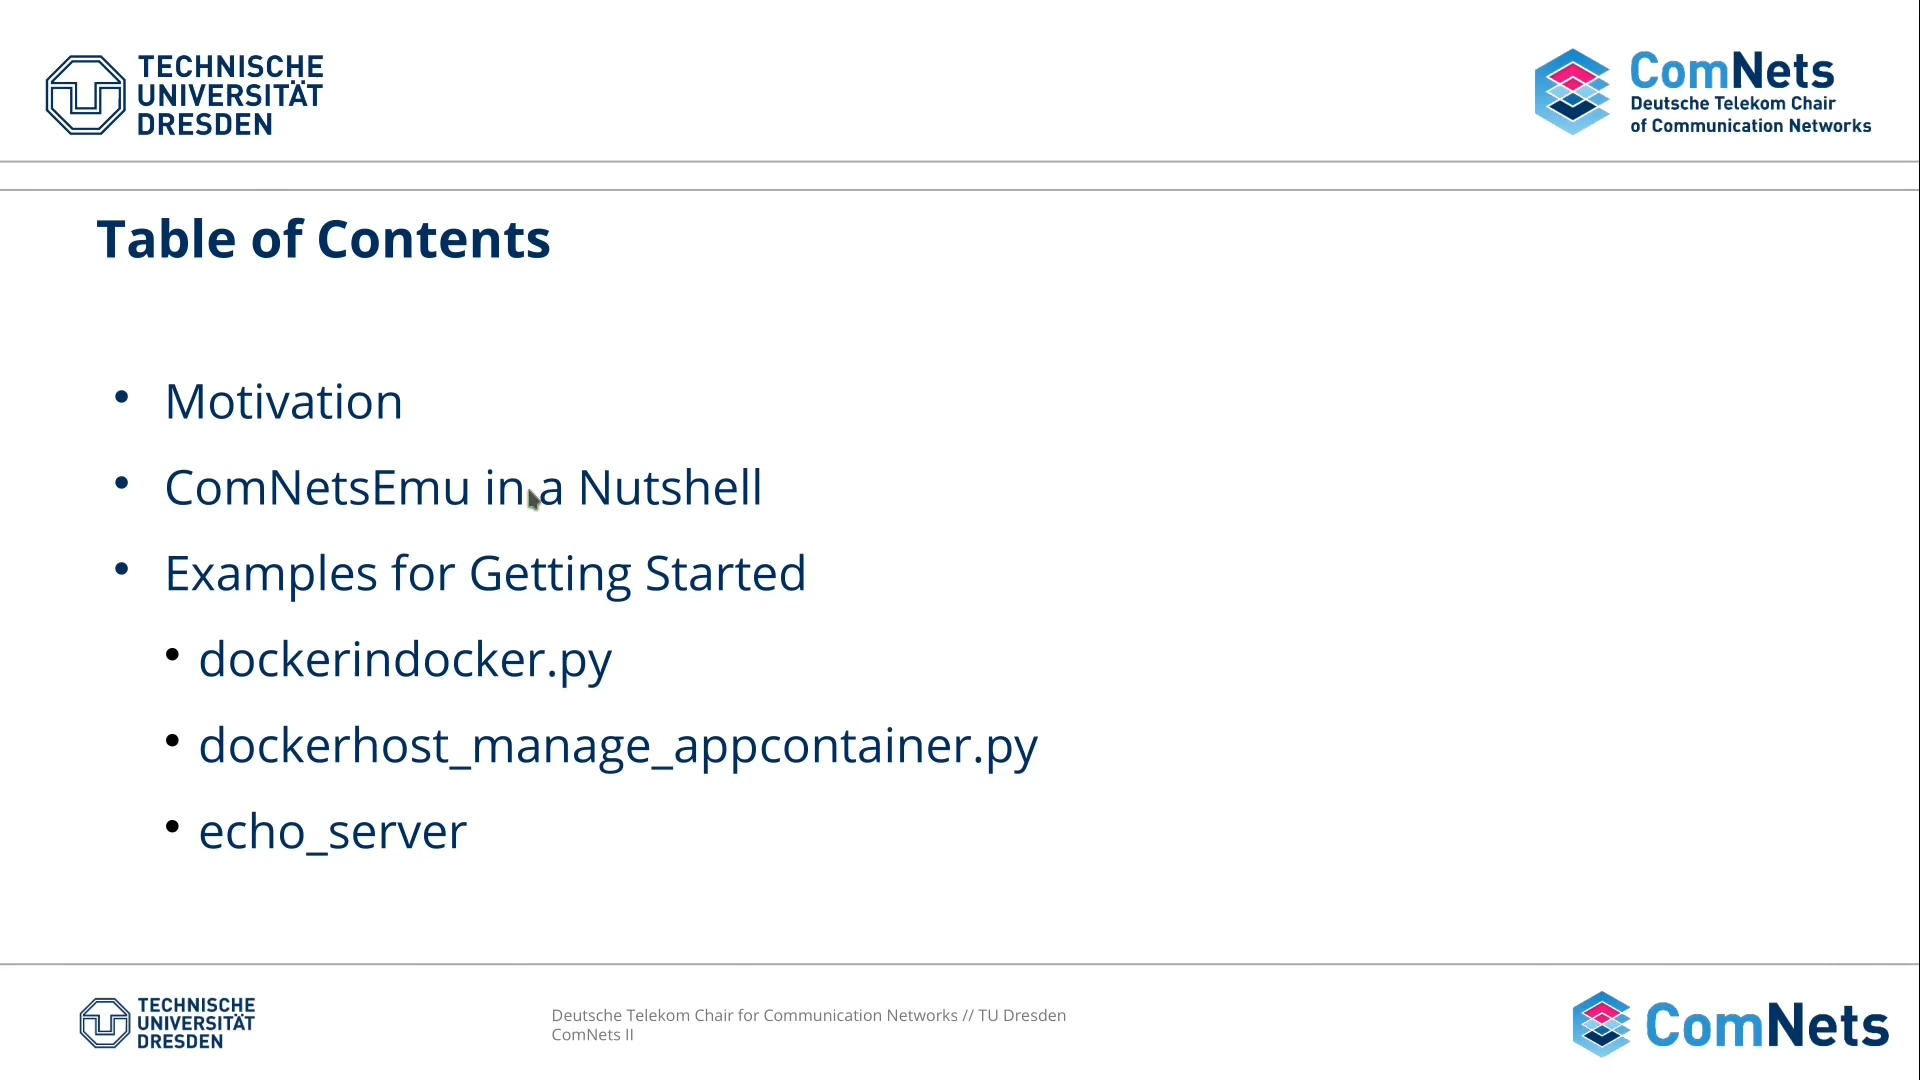 TECHNISCHE
UNIVERSITÄT
DRESDEN
ComNets
Deutsche Telekom Chair
of Communication Networks
Table of Contents
• Motivation
• ComNetsEmu in a Nutshell
• Examples for Getting Started
• dockerindocker.py
• dockerhost_manage_appcontainer.py
• echo_server
TECHNISCHE
UNIVERSITÄT
DRESDEN
Deutsche Telekom Chair for Communication Networks // TU Dresden
ComNets II
ComNets